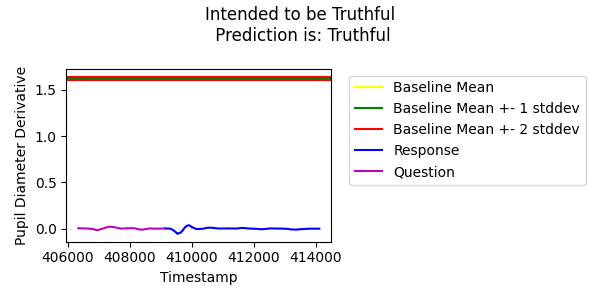 Intended to be Truthful
Prediction is: Truthful
Pupil Diameter Derivative
1.5
1.0
0.5
0.0
406000 408000 410000 412000 414000
Timestamp
Baseline Mean
Baseline Mean +- 1 stddev
Baseline Mean +- 2 stddev
Response
Question